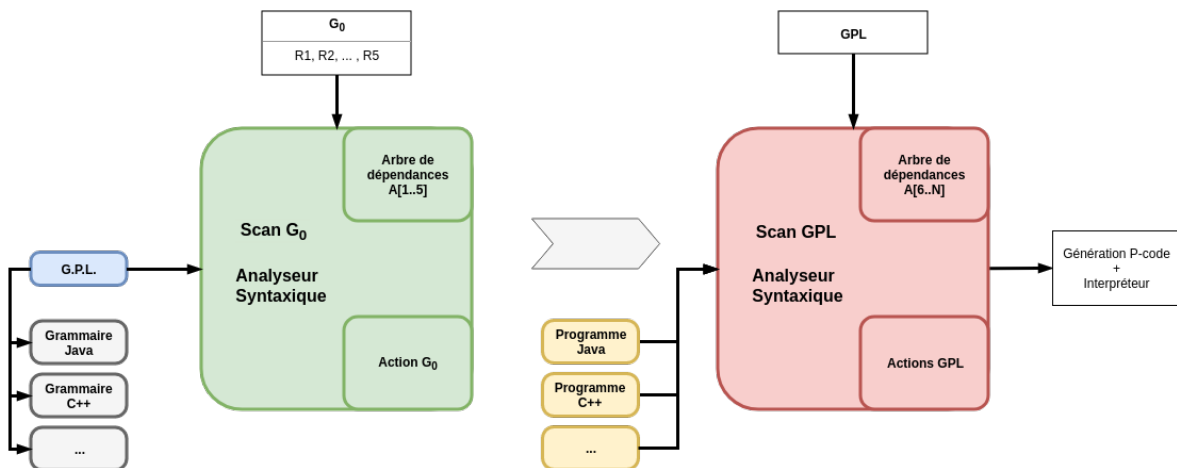 G₀
R1, R2, ... , R5
Arbre de
dépendances
A[1..5]
Scan G₀
Analyseur
Syntaxique
Action G₀
G.P.L.
Grammaire
Java
Grammaire
C++
...
GPL
Arbre de
dépendances
A[6..N]
Scan GPL
Analyseur
Syntaxique
Actions GPL
Programme
Java
Programme
C++
...
Génération P-code
+
Interpréteur